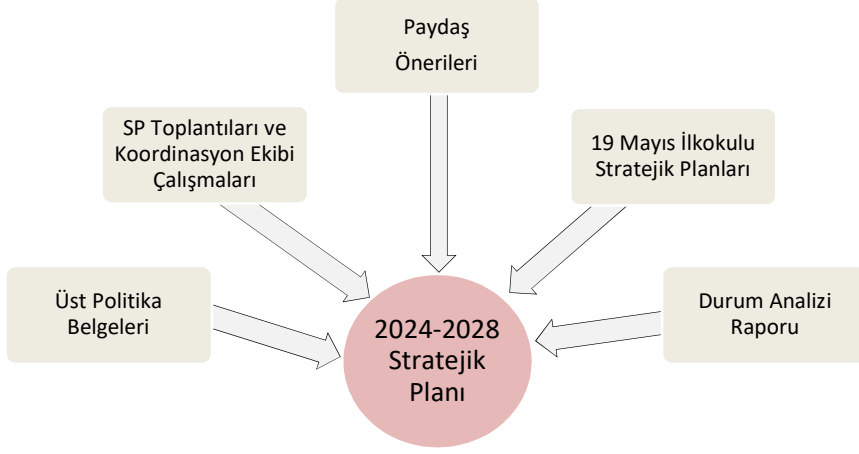 Paydaş
Önerileri
SP Toplantıları ve
Koordinasyon Ekibi
Çalışmaları
19 Mayıs İlkokulu
Stratejik Planları
Üst Politika
Belgeleri
Durum Analizi
Raporu
2024-2028
Stratejik
Planı